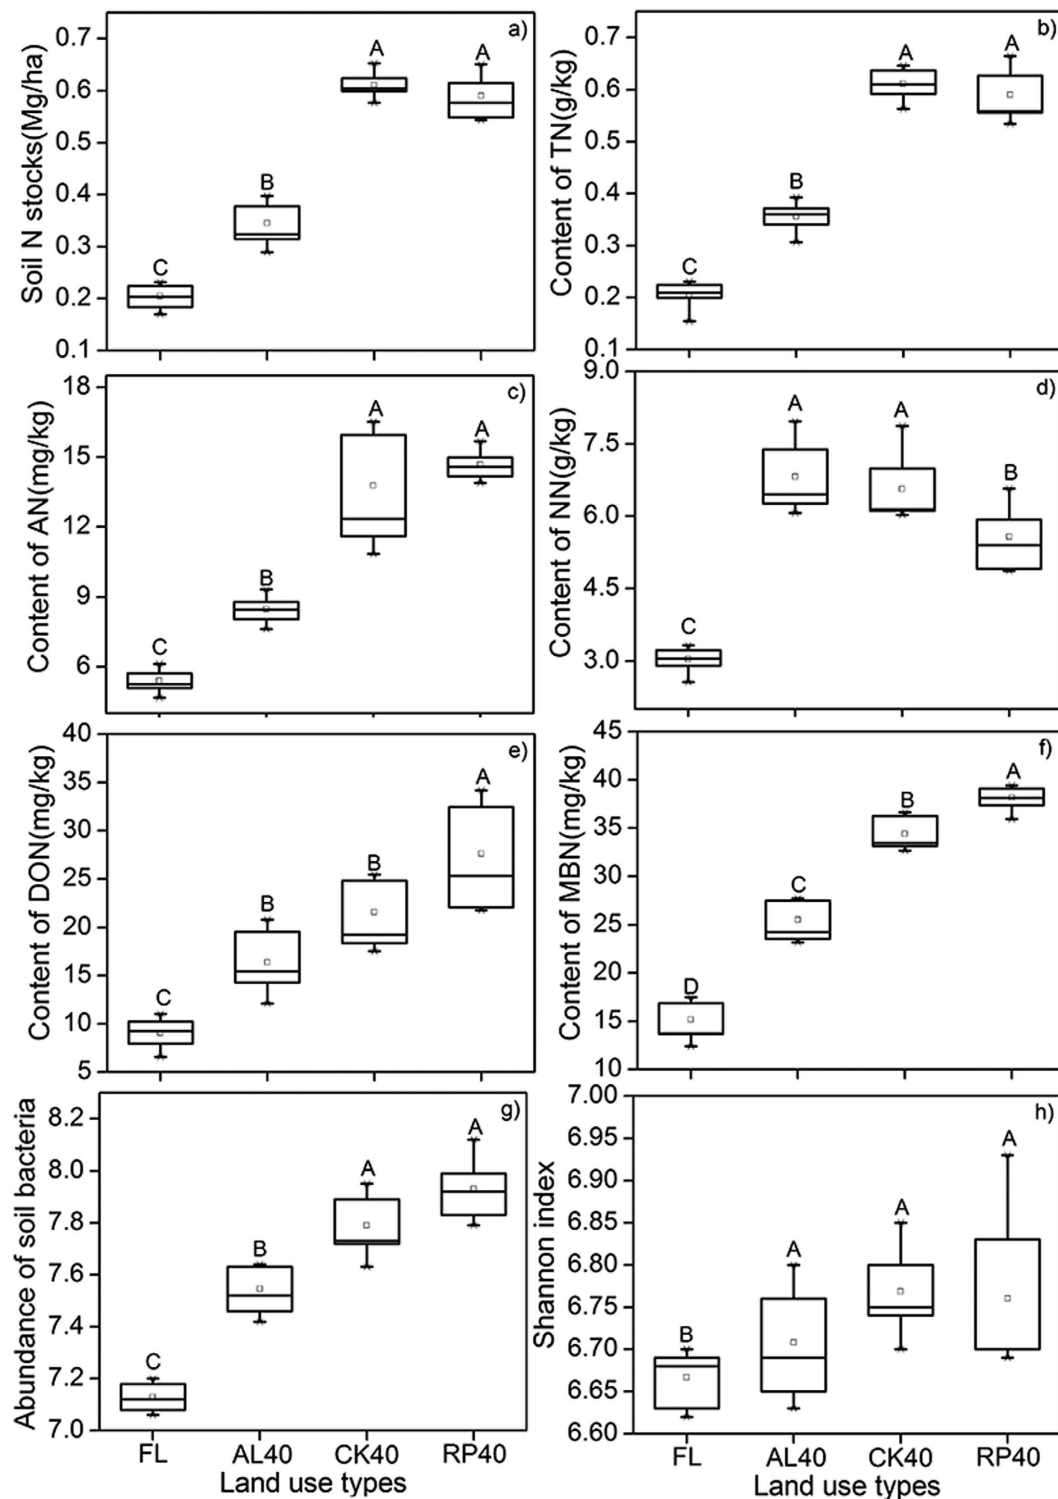 a)
Soil N stocks(Mg/ha)
0.7
0.6
0.5
0.4
0.3
0.2
0.1
C
B
A
A
b)
Content of TN(g/kg)
0.7
0.6
0.5
0.4
0.3
0.2
0.1
C
B
A
A
c)
Content of AN(mg/kg)
18
15
12
9
6
C
B
A
A
d)
Content of NN(g/kg)
9.0
7.5
6.0
4.5
3.0
C
A
A
B
e)
Content of DON(mg/kg)
40
35
30
25
20
15
10
5
C
B
B
A
f)
Content of MBN(mg/kg)
45
40
35
30
25
20
15
10
D
C
B
A
g)
Abundance of soil bacteria
8.2
8.0
7.8
7.6
7.4
7.2
7.0
C
B
A
A
FL AL40 CK40 RP40
Land use types
h)
Shannon index
7.00
6.95
6.90
6.85
6.80
6.75
6.70
6.65
6.60
B
A
A
A
FL AL40 CK40 RP40
Land use types